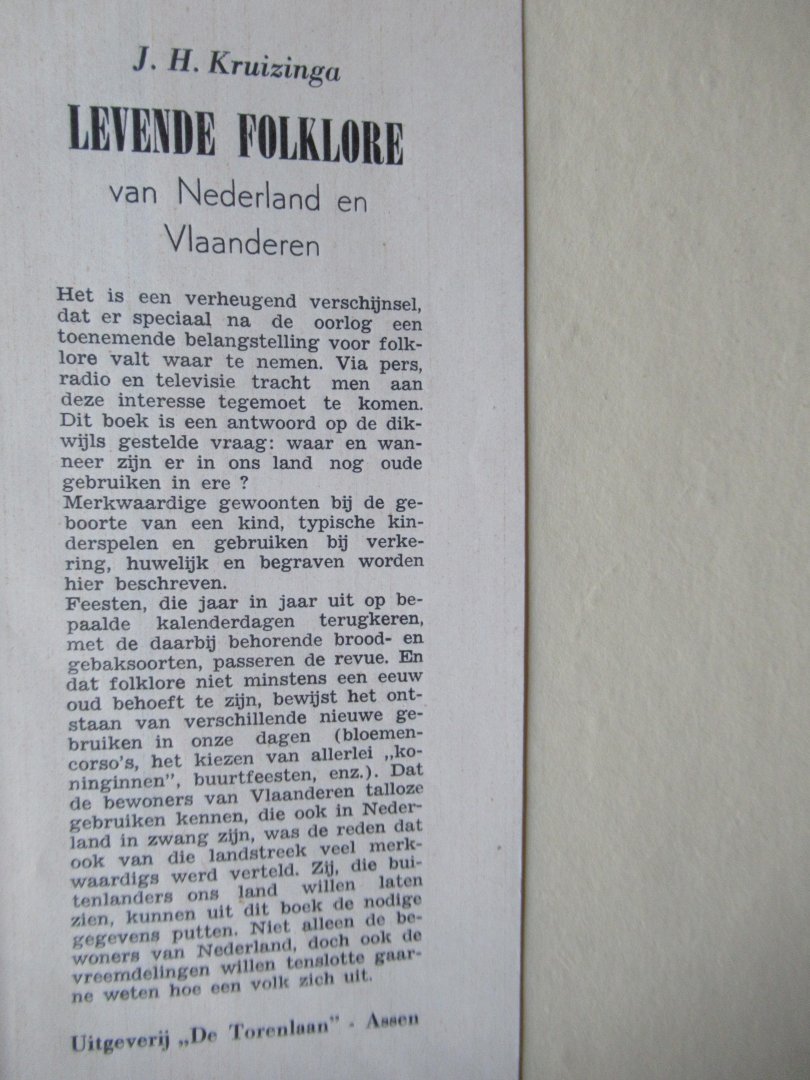 J. H. Kruizinga
LEVENDE FOLKLORE
van Nederland en
Vlaanderen
Het is een verheugend verschijnsel,
dat er speciaal na de oorlog een
toenemende belangstelling voor folk-
lore valt waar te nemen. Via pers,
radio en televisie tracht men aan
deze interesse tegemoet te komen.
Dit boek is een antwoord op de dik-
wijls gestelde vraag: waar en wan-
neer zijn er in ons land nog oude
gebruiken in ere ?
Merkwaardige gewoonten bij de ge-
boorte van een kind, typische kin-
derspelen en gebruiken bij verke-
ring, huwelijk en begraven worden
hier beschreven.
Feesten, die jaar in jaar uit op be-
paalde kalenderdagen terugkeren,
met de daarbij behorende brood- en
gebaksoorten, passeren de revue. En
dat folklore niet minstens een eeuw
oud behoeft te zijn, bewijst het ont-
staan van verschillende nieuwe ge-
bruiken in onze dagen (bloemen-
corso's, het kiezen van allerlei „ko-
ninginnen”, buurtfeesten, enz.). Dat
de bewoners van Vlaanderen talloze
gebruiken kennen, die ook in Neder-
land in zwang zijn, was de reden dat
ook van die landstreek veel merk-
waardigs werd verteld. Zij, die bui-
tenlanders ons land willen laten
zien, kunnen uit dit boek de nodige
gegevens putten. Niet alleen de be-
woners van Nederland, doch ook de
vreemdelingen willen tenslotte gaar-
ne weten hoe een volk zich uit.
Uitgeverij „De Torenlaan” - Assen